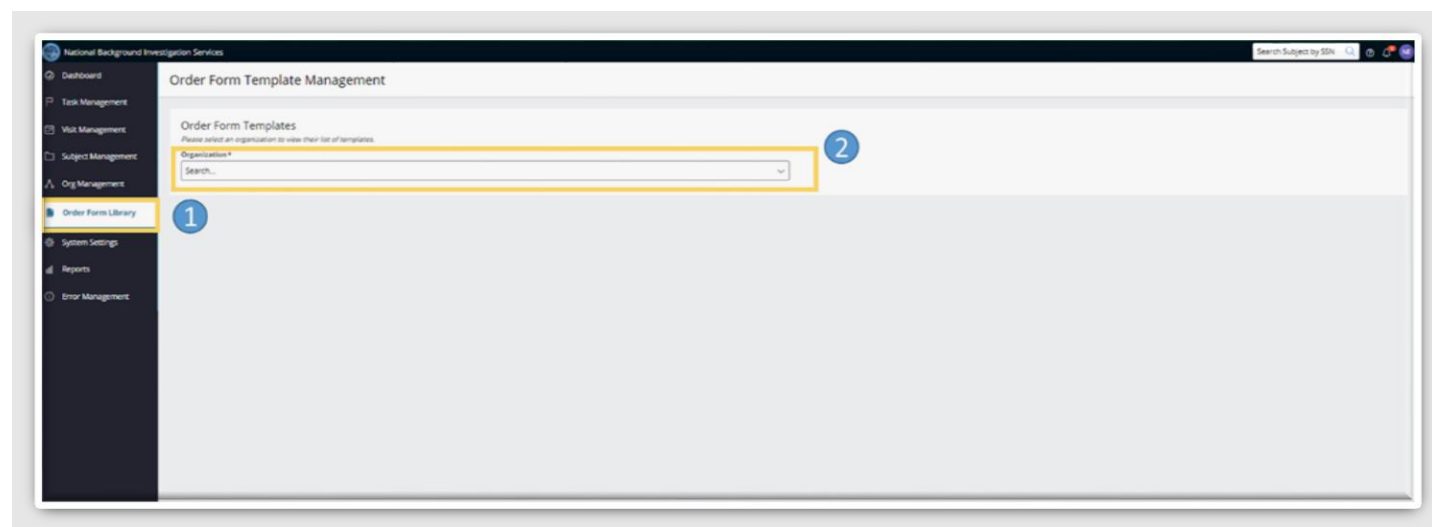 National Background Investigation Services
Search Subject by SSN
Dashboard
Order Form Template Management
Task Management
Visit Management
Order Form Templates
Please select an organization to view their list of templates.
2
Subject Management
Organization *
Search...
Org Management
Order Form Library
1
System Settings
Reports
Error Management